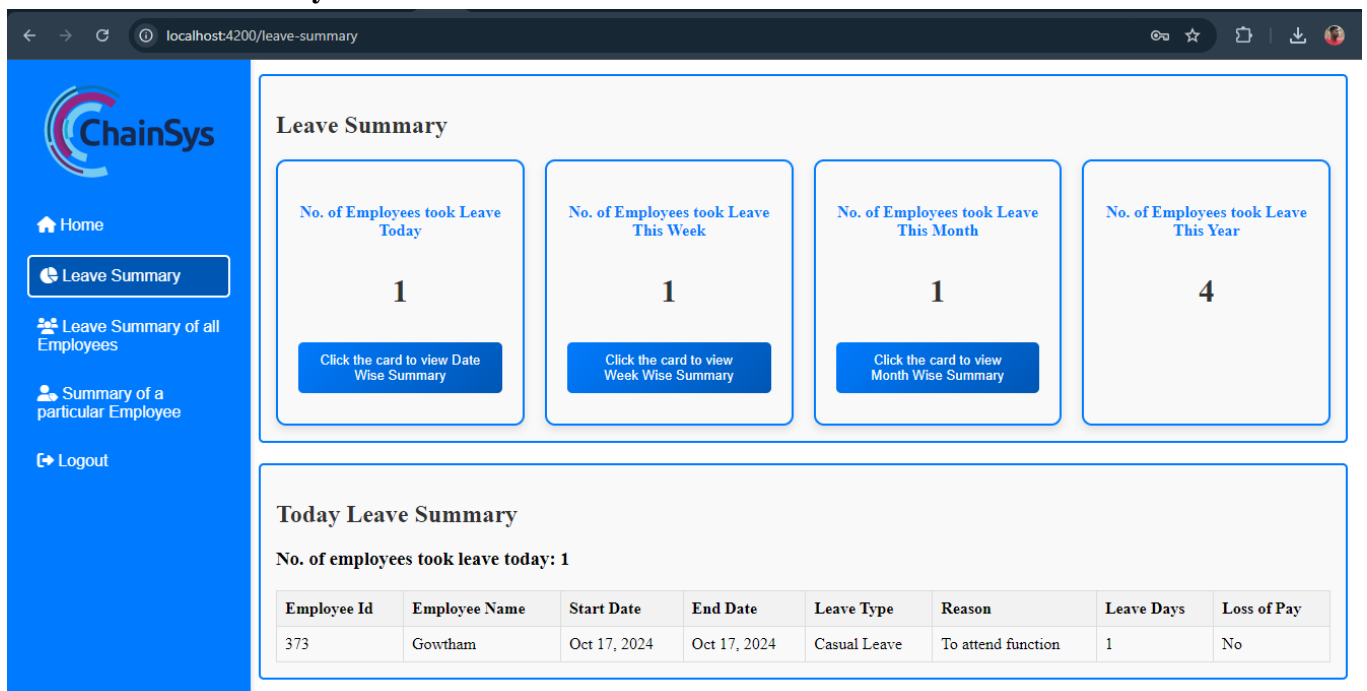 localhost:4200/leave-summary
ChainSys
Home
Leave Summary
Leave Summary of all
Employees
Summary of a
particular Employee
Logout
Leave Summary
No. of Employees took Leave
Today
1
Click the card to view Date
Wise Summary
No. of Employees took Leave
This Week
1
Click the card to view
Week Wise Summary
No. of Employees took Leave
This Month
1
Click the card to view
Month Wise Summary
No. of Employees took Leave
This Year
4
Today Leave Summary
No. of employees took leave today: 1
Employee Id Employee Name Start Date End Date Leave Type Reason Leave Days Loss of Pay
373 Gowtham Oct 17, 2024 Oct 17, 2024 Casual Leave To attend function 1 No